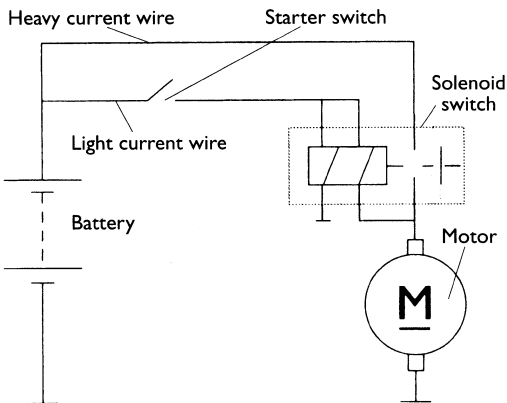 Heavy current wire
Starter switch
Solenoid
switch
Light current wire
Battery
Motor
M